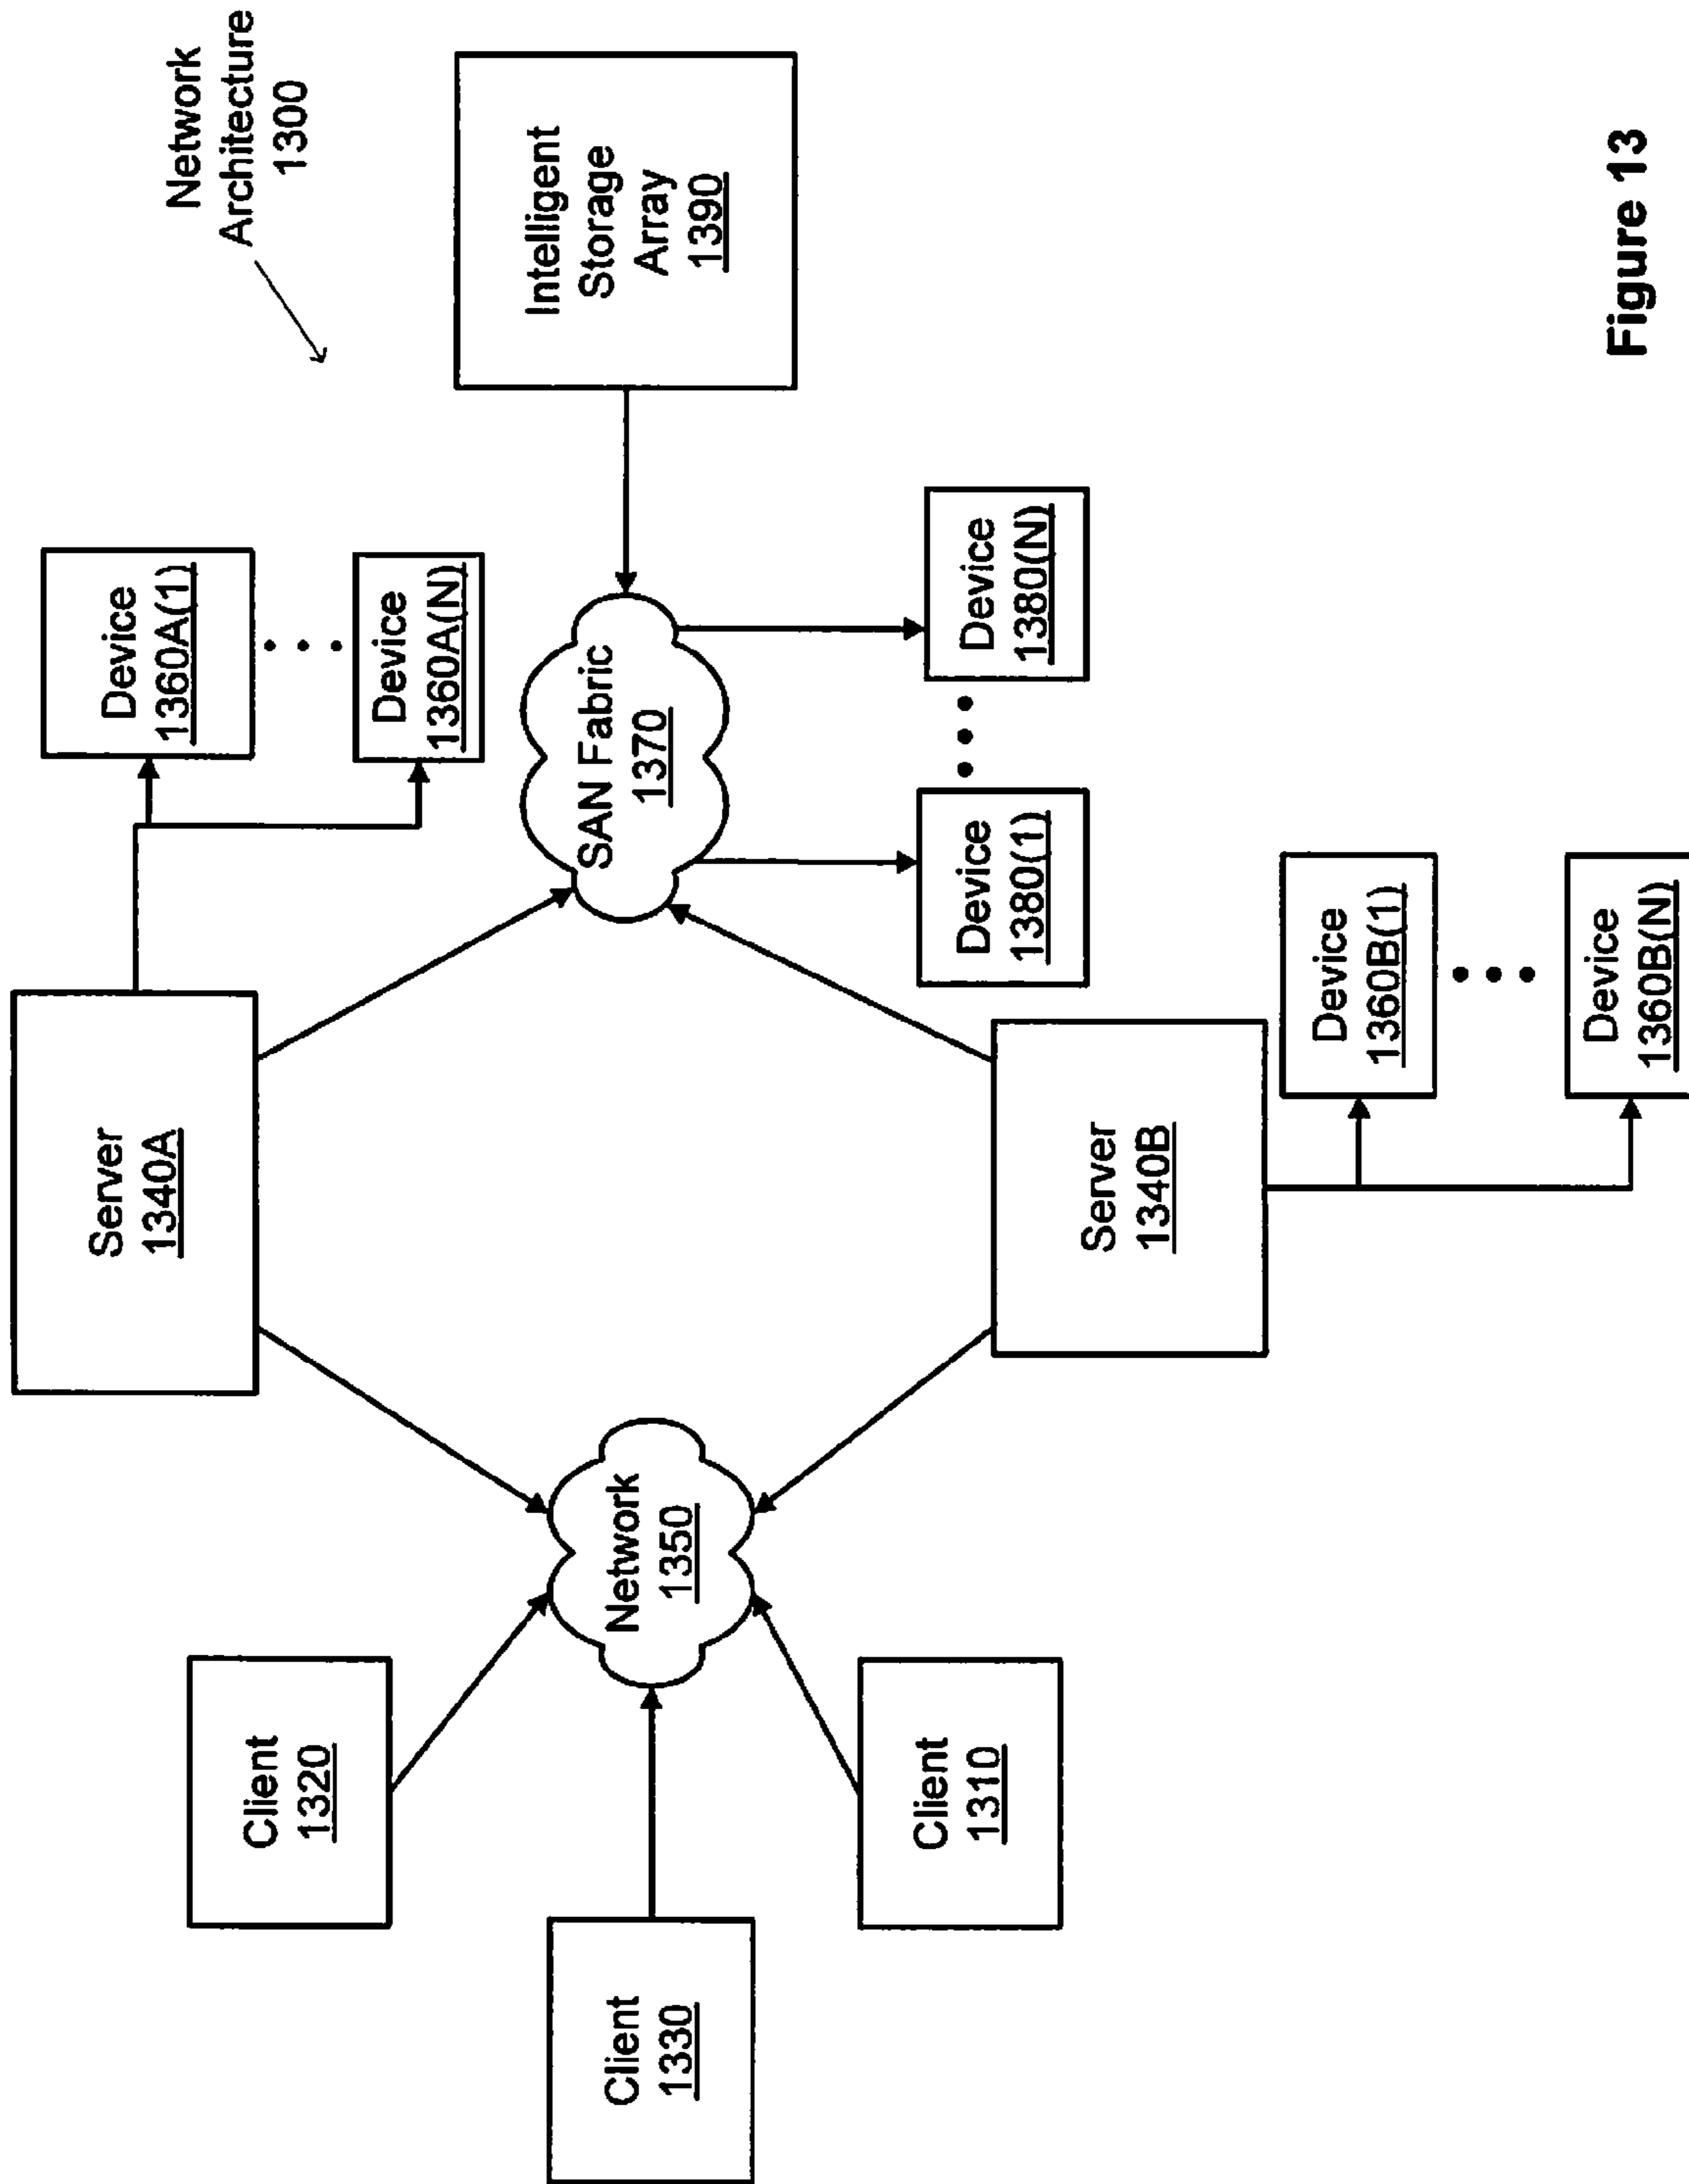 Network
Architecture
1300
Server
1340A
Device
1360A(1)
Device
1360A(N)
Client
1320
Client
1330
Network
1350
SAN Fabric
1370
Intelligent
Storage
Array
1390
Client
1310
Server
1340B
Device
1380(1)
Device
1380(N)
Device
1360B(1)
Device
1360B(N)
Figure 13